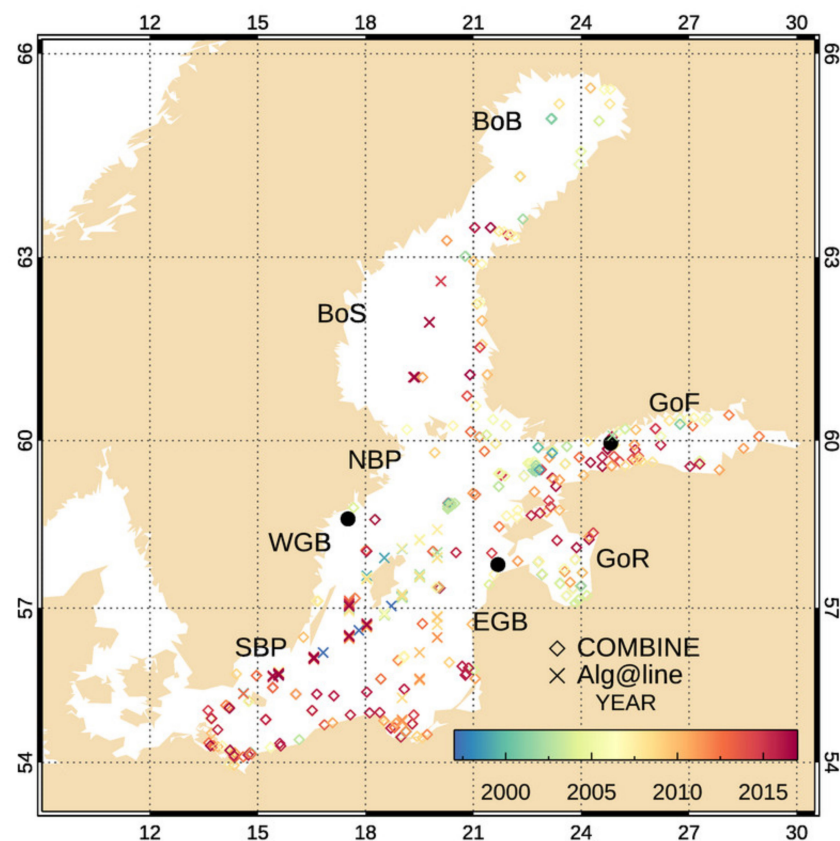 12 15 18 21 24 27 30
66 66
BoB
63 63
BoS
GoF
60 60
NBP
WGB
GoR
57 57
EGB
SBP
COMBINE
Alg@line
YEAR
2000 2005 2010 2015
54 54
12 15 18 21 24 27 30